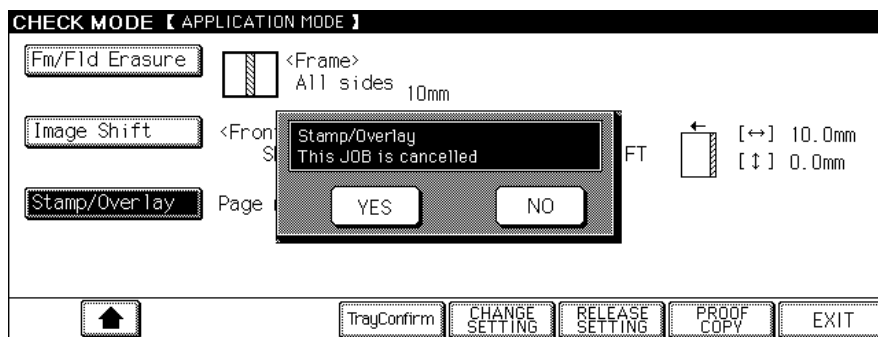 CHECK MODE 【 APPLICATION MODE 】
Fm/Fld Erasure
<Frame>
All sides 10mm
Image Shift
<Fron
FT
[↔] 10.0mm
[↕] 0.0mm
Stamp/Overlay
This JOB is cancelled
YES NO
Stamp/Overlay
Page
TrayConfirm
CHANGE
SETTING
RELEASE
SETTING
PROOF
COPY
EXIT